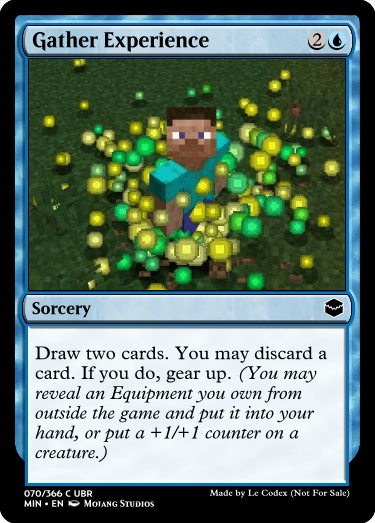 Gather Experience 2
Sorcery
Draw two cards. You may discard a
card. If you do, gear up. (You may
reveal an Equipment you own from
outside the game and put it into your
hand, or put a +1/+1 counter on a
creature.)
070/366 C UBR
MIN • EN Mojang Studios
Made by Le Codex (Not For Sale)